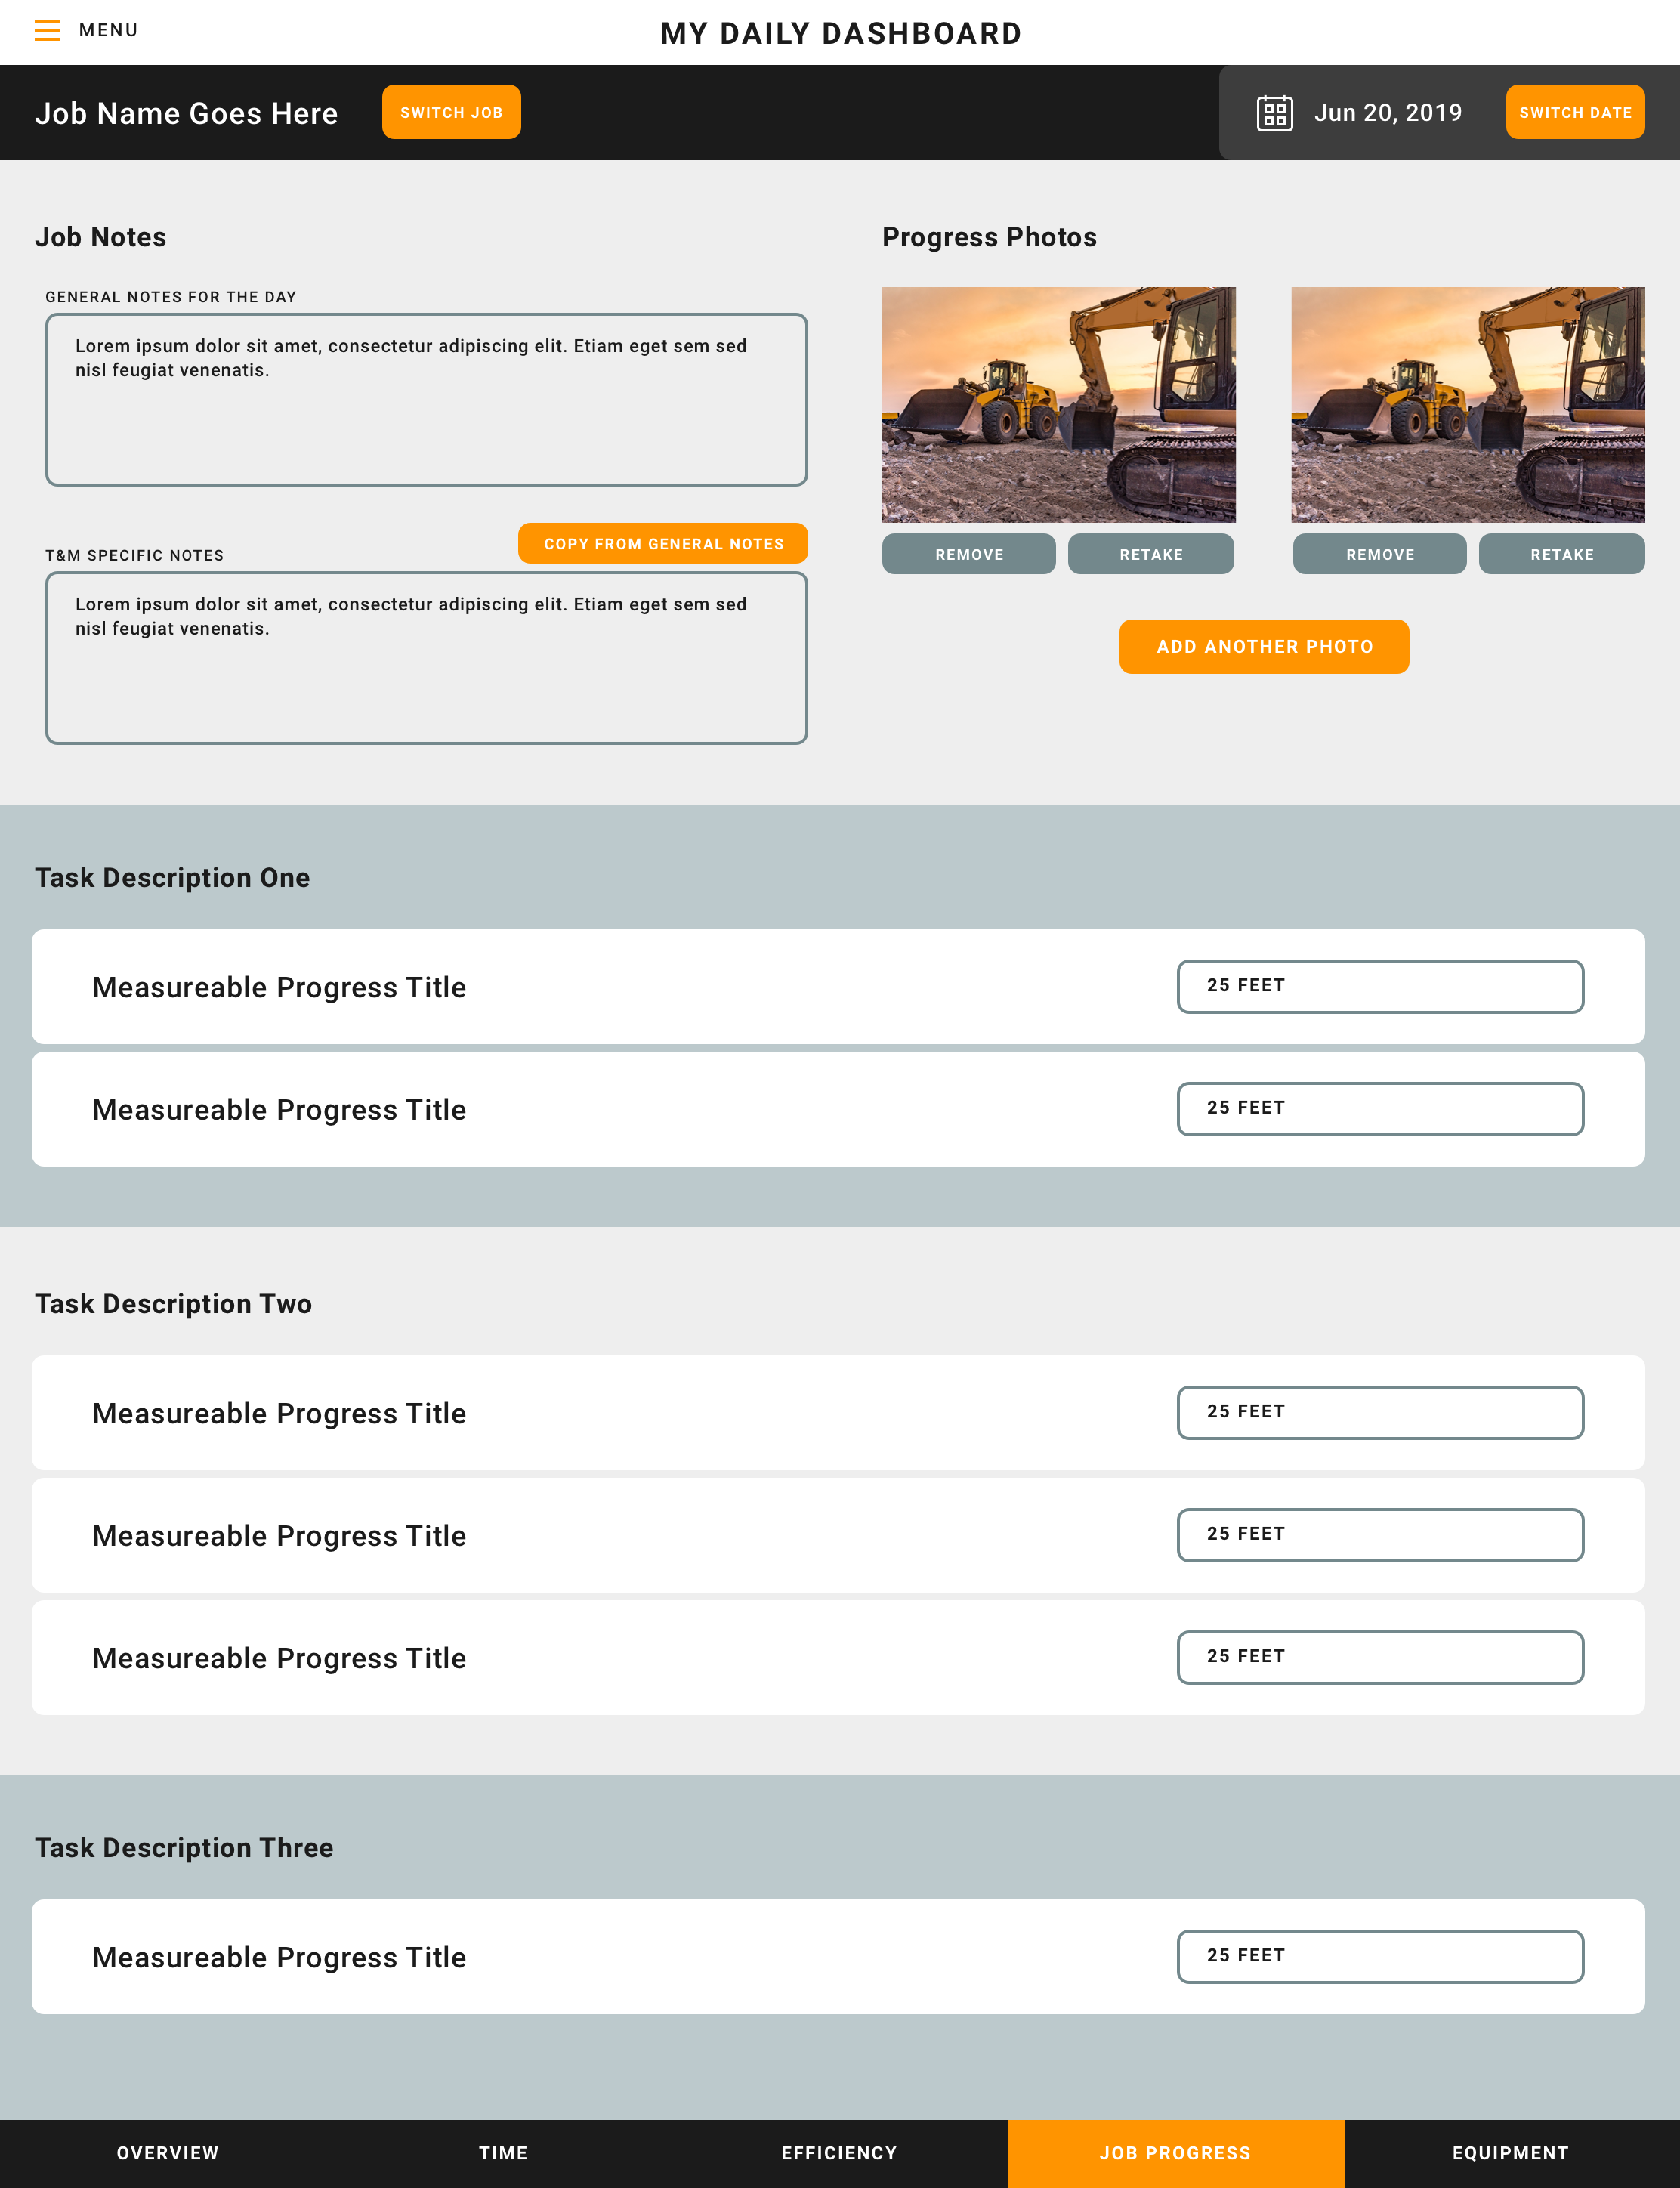 MENU
MY DAILY DASHBOARD
Job Name Goes Here
SWITCH JOB
Jun 20, 2019
SWITCH DATE
Job Notes
GENERAL NOTES FOR THE DAY
Lorem ipsum dolor sit amet, consectetur adipiscing elit. Etiam eget sem sed
nisl feugiat venenatis.
T&M SPECIFIC NOTES
COPY FROM GENERAL NOTES
Lorem ipsum dolor sit amet, consectetur adipiscing elit. Etiam eget sem sed
nisl feugiat venenatis.
Progress Photos
REMOVE
RETAKE
REMOVE
RETAKE
ADD ANOTHER PHOTO
Task Description One
Measureable Progress Title
25 FEET
Measureable Progress Title
25 FEET
Task Description Two
Measureable Progress Title
25 FEET
Measureable Progress Title
25 FEET
Measureable Progress Title
25 FEET
Task Description Three
Measureable Progress Title
25 FEET
OVERVIEW
TIME
EFFICIENCY
JOB PROGRESS
EQUIPMENT